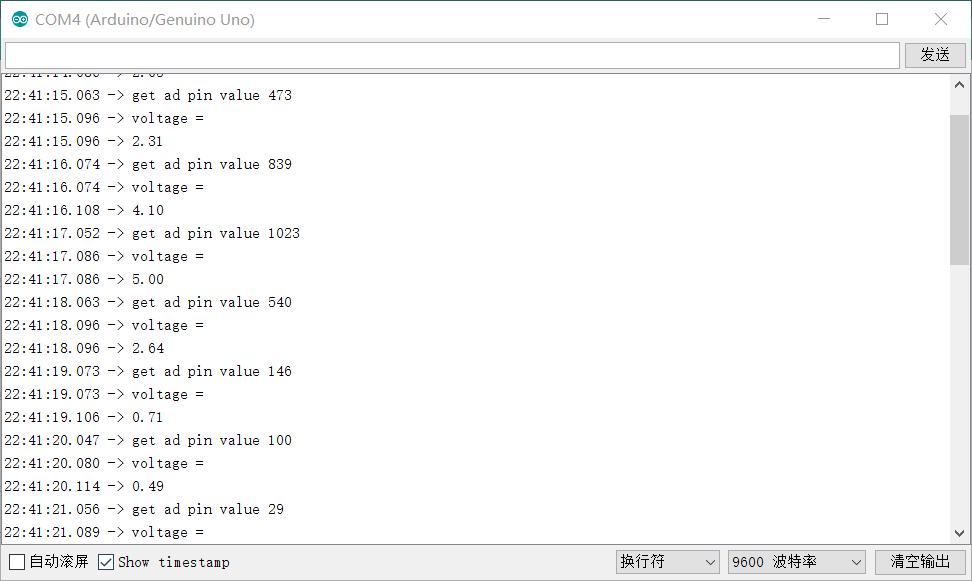 COM4 (Arduino/Genuino Uno)
发送
22:41:15.063 -> get ad pin value 473
22:41:15.096 -> voltage =
22:41:15.096 -> 2.31
22:41:16.074 -> get ad pin value 839
22:41:16.074 -> voltage =
22:41:16.108 -> 4.10
22:41:17.052 -> get ad pin value 1023
22:41:17.086 -> voltage =
22:41:17.086 -> 5.00
22:41:18.063 -> get ad pin value 540
22:41:18.096 -> voltage =
22:41:18.096 -> 2.64
22:41:19.073 -> get ad pin value 146
22:41:19.073 -> voltage =
22:41:19.106 -> 0.71
22:41:20.047 -> get ad pin value 100
22:41:20.080 -> voltage =
22:41:20.114 -> 0.49
22:41:21.056 -> get ad pin value 29
22:41:21.089 -> voltage =
自动滚屏 Show timestamp 换行符 9600 波特率 清空输出